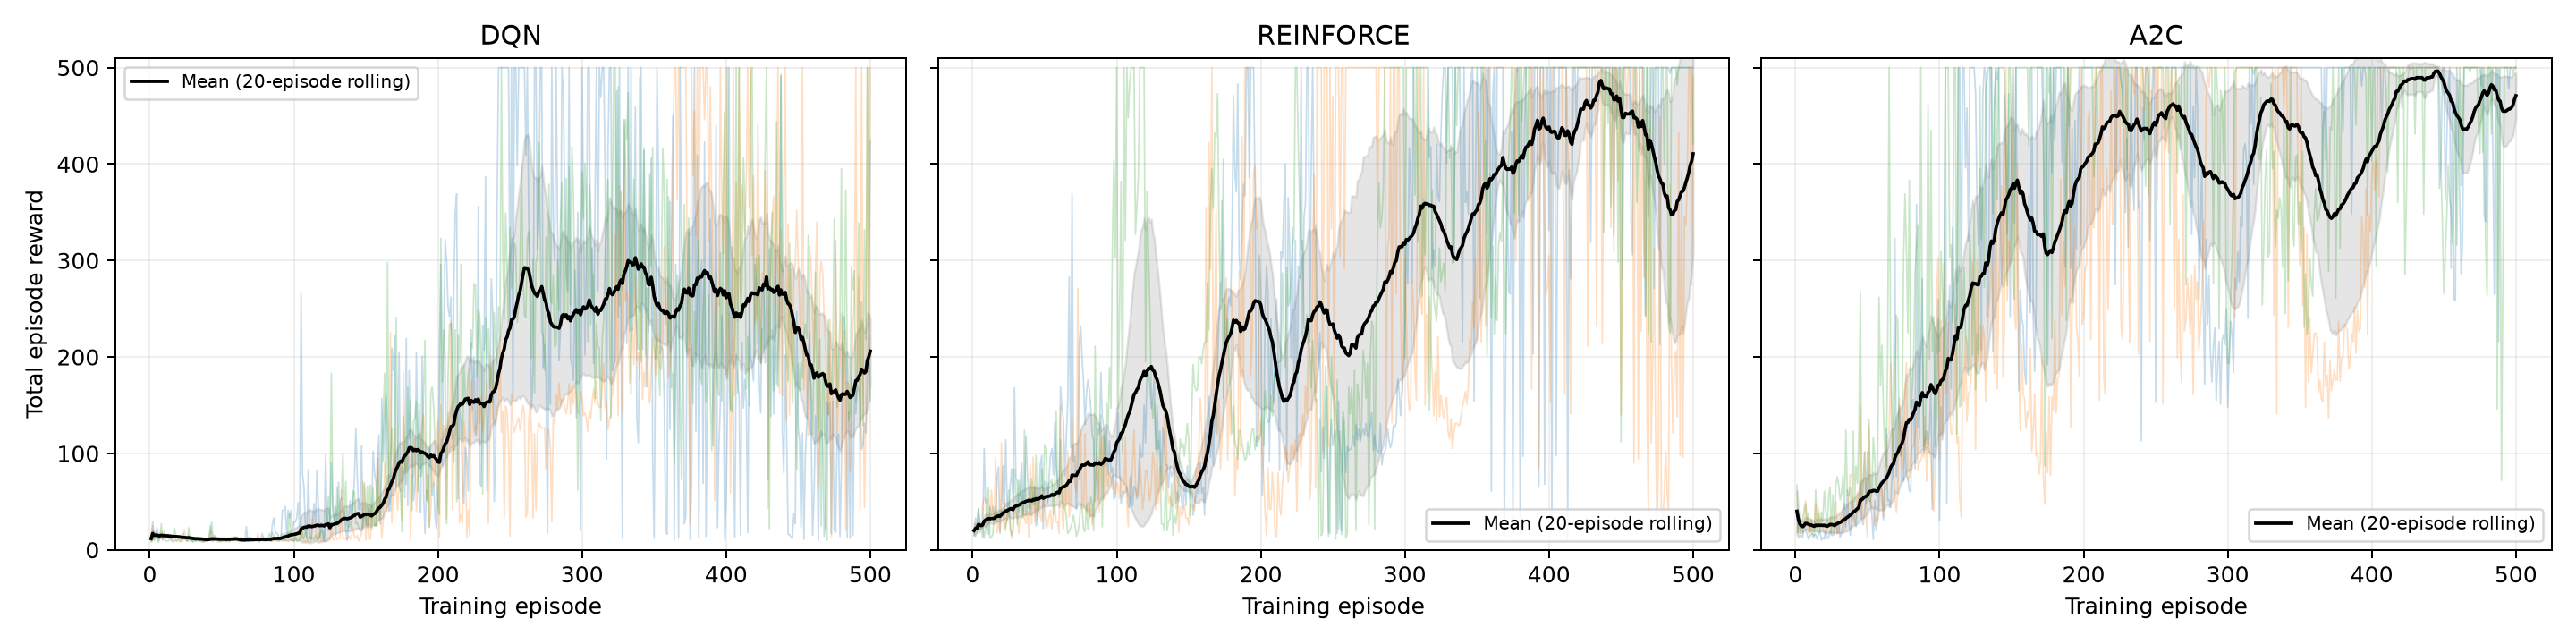 DQN
500
400
300
200
100
0
Total episode reward
Mean (20-episode rolling)
0 100 200 300 400 500
Training episode
REINFORCE
Mean (20-episode rolling)
0 100 200 300 400 500
Training episode
A2C
Mean (20-episode rolling)
0 100 200 300 400 500
Training episode